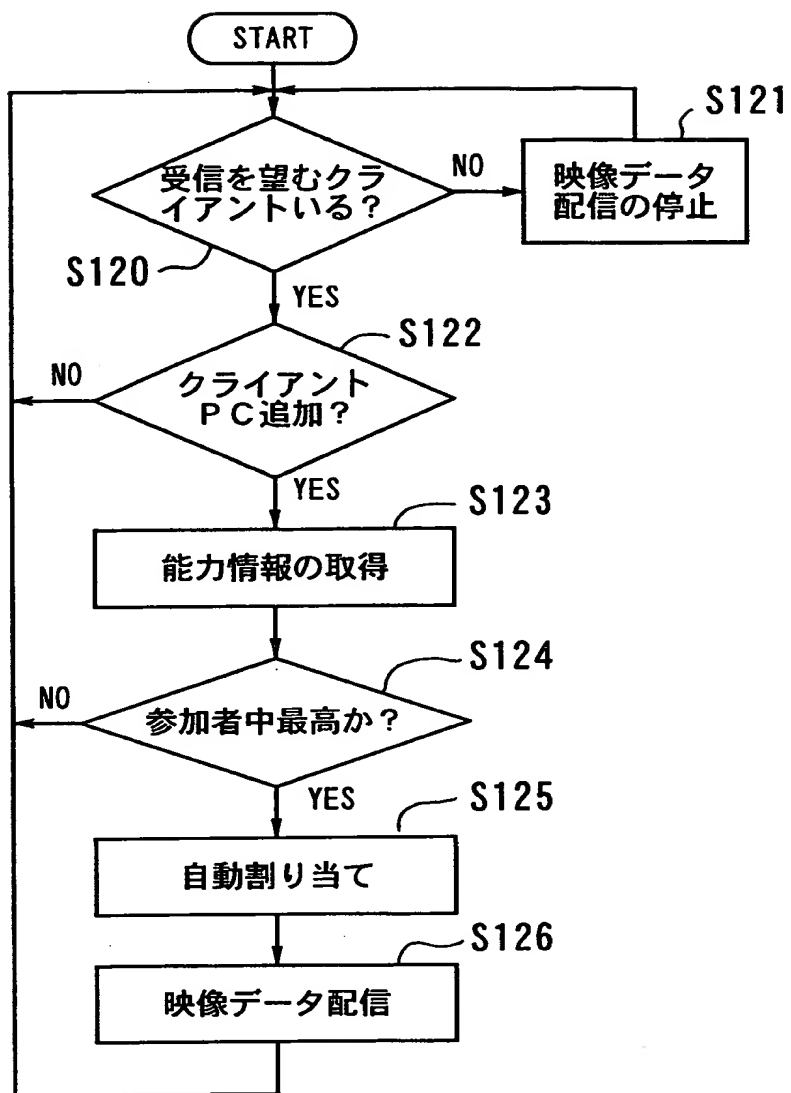 START
S121
受信を望むクラ
イアントいる？
NO
映像データ
配信の停止
S120
YES
S122
クライアント
ＰＣ追加？
NO
YES
S123
能力情報の取得
S124
NO
参加者中最高か？
YES
S125
自動割り当て
S126
映像データ配信